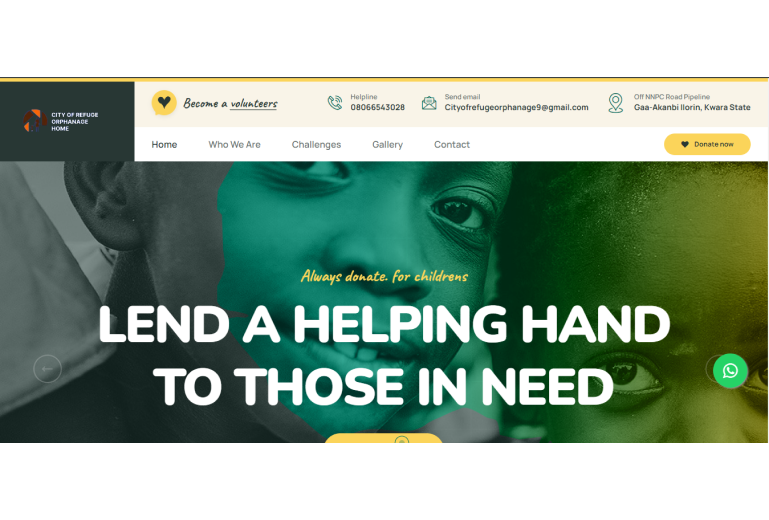 CITY OF REFUGE
ORPHANAGE
HOME
Become a volunteers
Helpline
08066543028
Send email
Cityofrefugeorphanage9@gmail.com
Off NNPC Road Pipeline
Gaa-Akanbi Ilorin, Kwara State
Home
Who We Are
Challenges
Gallery
Contact
Donate now
Always donate. for childrens
LEND A HELPING HAND
TO THOSE IN NEED